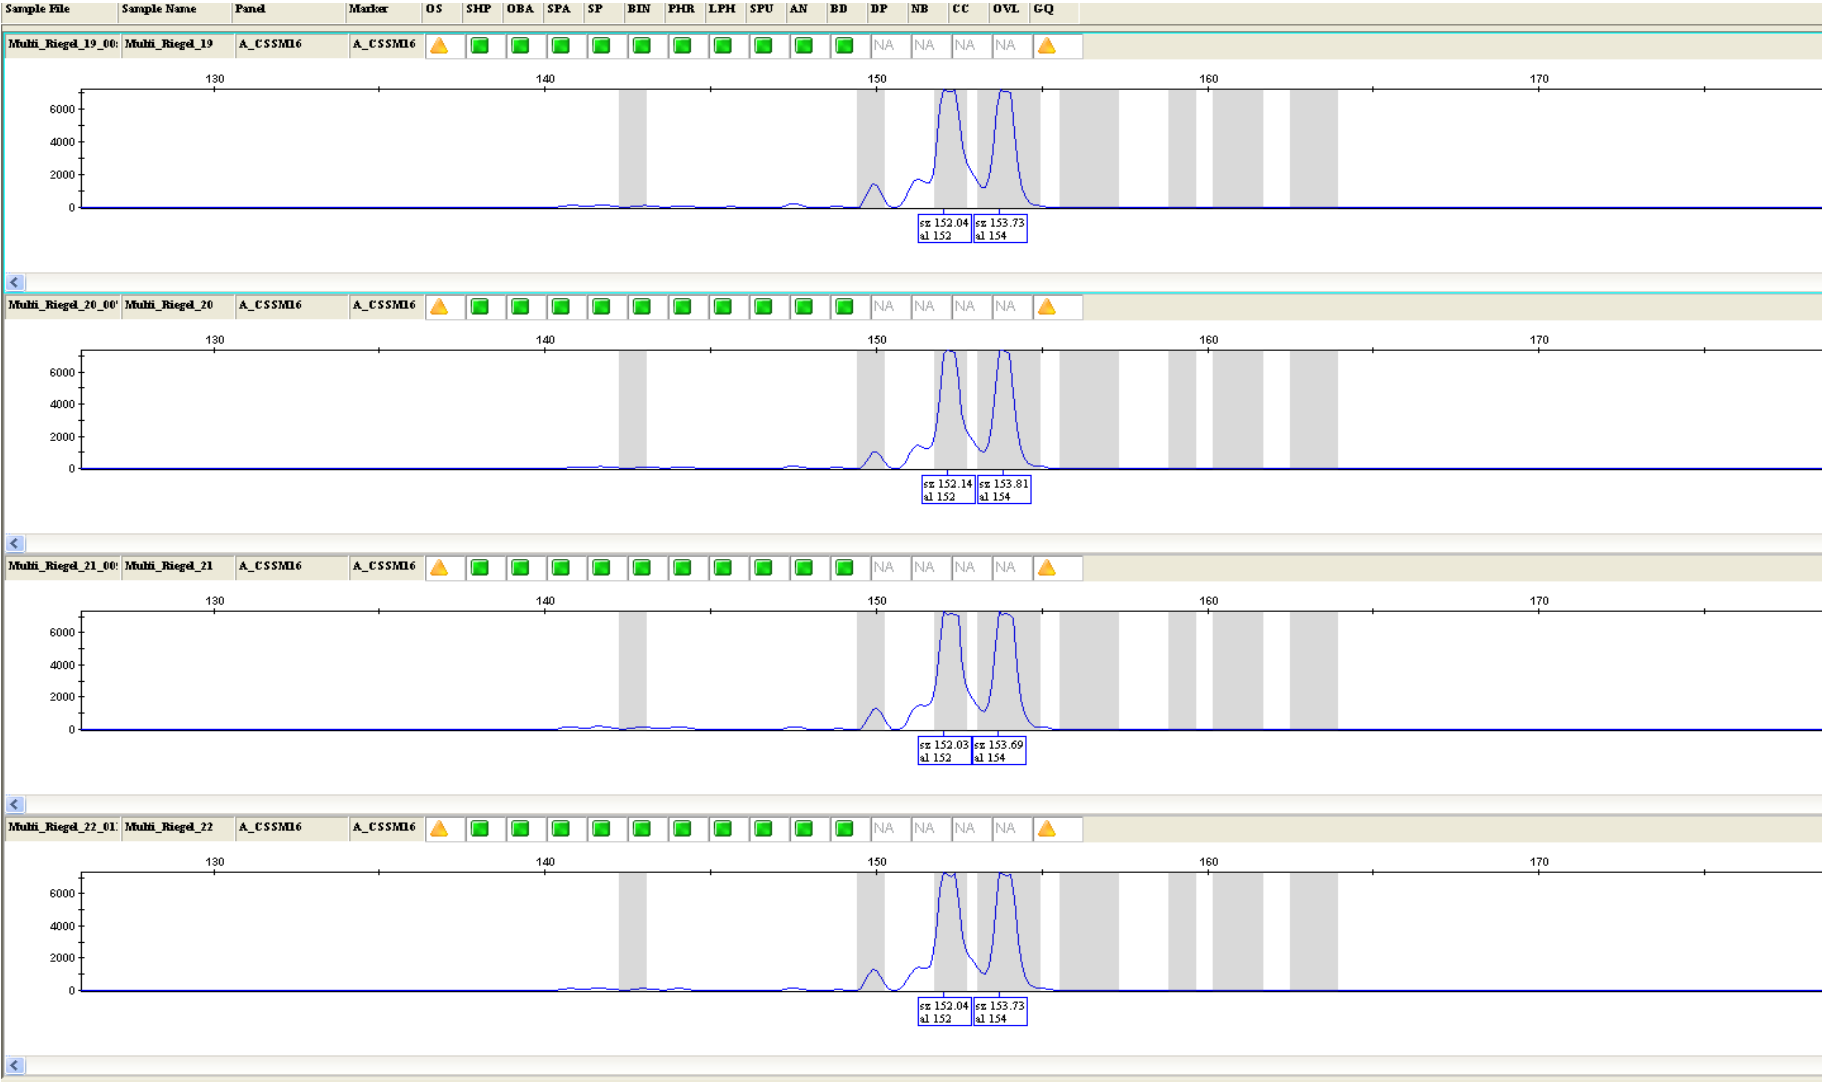 Sample File Sample Name Panel Marker OS SHP OBA SPA SP BIN PHR LPH SPU AN BD DP NB CC OVL GQ
Multi_Riegel_19_00: Multi_Riegel_19 A_CSSM16 A_CSSM16 NA NA NA NA
130 140 150 160 170
6000
4000
2000
0
sz 152.04 sz 153.73
al 152 al 154
Multi_Riegel_20_00' Multi_Riegel_20 A_CSSM16 A_CSSM16 NA NA NA NA
130 140 150 160 170
6000
4000
2000
0
sz 152.14 sz 153.81
al 152 al 154
Multi_Riegel_21_00! Multi_Riegel_21 A_CSSM16 A_CSSM16 NA NA NA NA
130 140 150 160 170
6000
4000
2000
0
sz 152.03 sz 153.69
al 152 al 154
Multi_Riegel_22_01: Multi_Riegel_22 A_CSSM16 A_CSSM16 NA NA NA NA
130 140 150 160 170
6000
4000
2000
0
sz 152.04 sz 153.73
al 152 al 154